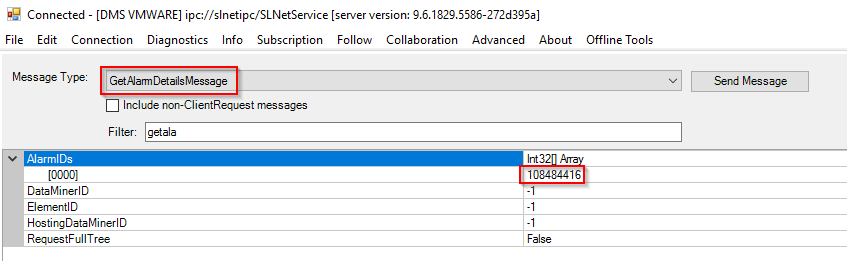 Connected - [DMS VMWARE] ipc://slnetipc/SLNetService [server version: 9.6.1829.5586-272d395a]
File Edit Connection Diagnostics Info Subscription Follow Collaboration Advanced About Offline Tools
Message Type: GetAlarmDetailsMessage Send Message
Include non-ClientRequest messages
Filter: getala
AlarmIDs Int32[] Array
[0000] 108484416
DataMinerID -1
ElementID -1
HostingDataMinerID -1
RequestFullTree False